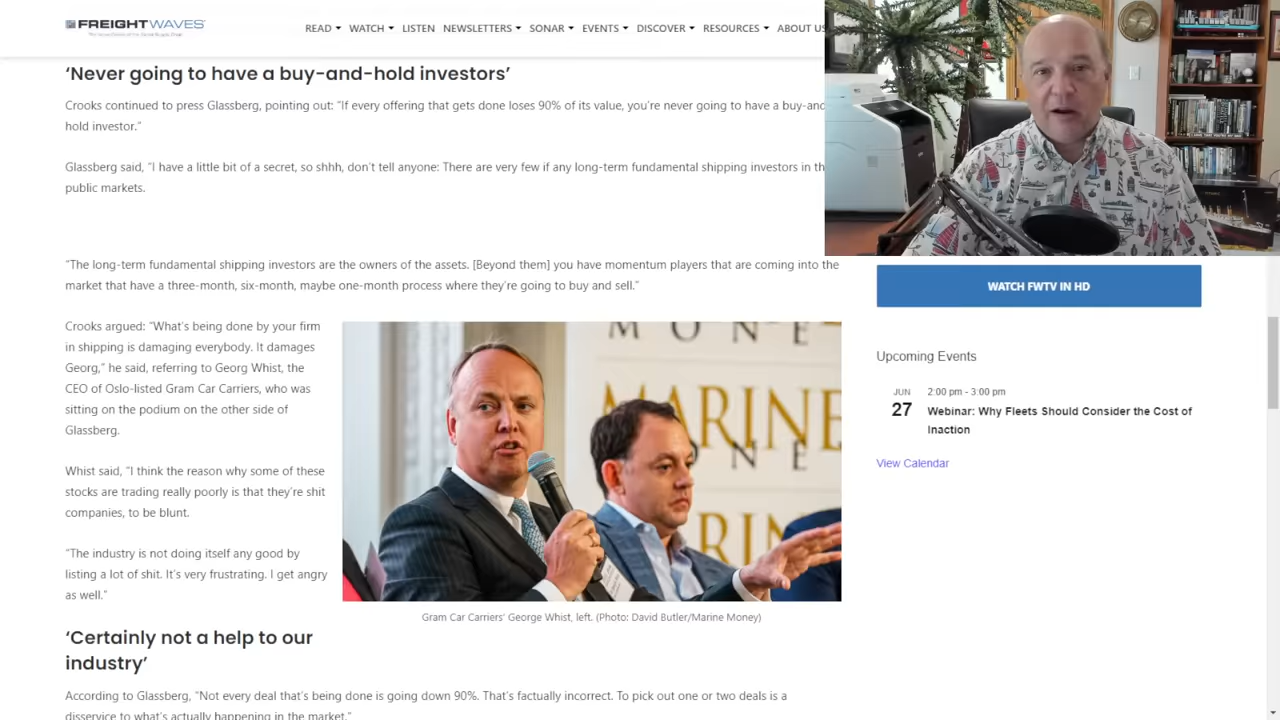 FREIGHTWAVES
READ WATCH LISTEN NEWSLETTERS SONAR EVENTS DISCOVER RESOURCES ABOUT US
‘Never going to have a buy-and-hold investors’
Crooks continued to press Glassberg, pointing out: “If every offering that gets done loses 90% of its value, you’re never going to have a buy-and-
hold investor.”
Glassberg said, “I have a little bit of a secret, so shhh, don’t tell anyone: There are very few if any long-term fundamental shipping investors in th
public markets.
“The long-term fundamental shipping investors are the owners of the assets. [Beyond them] you have momentum players that are coming into the
market that have a three-month, six-month, maybe one-month process where they’re going to buy and sell.”
Crooks argued: “What’s being done by your firm
in shipping is damaging everybody. It damages
Georg,” he said, referring to Georg Whist, the
CEO of Oslo-listed Gram Car Carriers, who was
sitting on the podium on the other side of
Glassberg.
Whist said, “I think the reason why some of these
stocks are trading really poorly is that they’re shit
companies, to be blunt.
“The industry is not doing itself any good by
listing a lot of shit. It’s very frustrating. I get angry
as well.”
MONE
MARINE
NE
Gram Car Carriers’ George Whist, left. (Photo: David Butler/Marine Money)
‘Certainly not a help to our
industry’
According to Glassberg, “Not every deal that’s being done is going down 90%. That’s factually incorrect. To pick out one or two deals is a
disservice to what’s actually happening in the market.”
WATCH FWTV IN HD
Upcoming Events
JUN
27
2:00 pm - 3:00 pm
Webinar: Why Fleets Should Consider the Cost of
Inaction
View Calendar